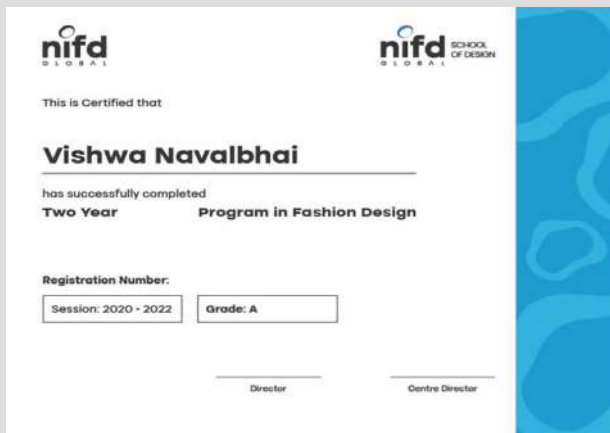 nifd
GLOBAL
nifd SCHOOL OF DESIGN
GLOBAL
This is Certified that
Vishwa Navalbhai
has successfully completed
Two Year Program in Fashion Design
Registration Number:
Session: 2020 - 2022 Grade: A
Director Centre Director